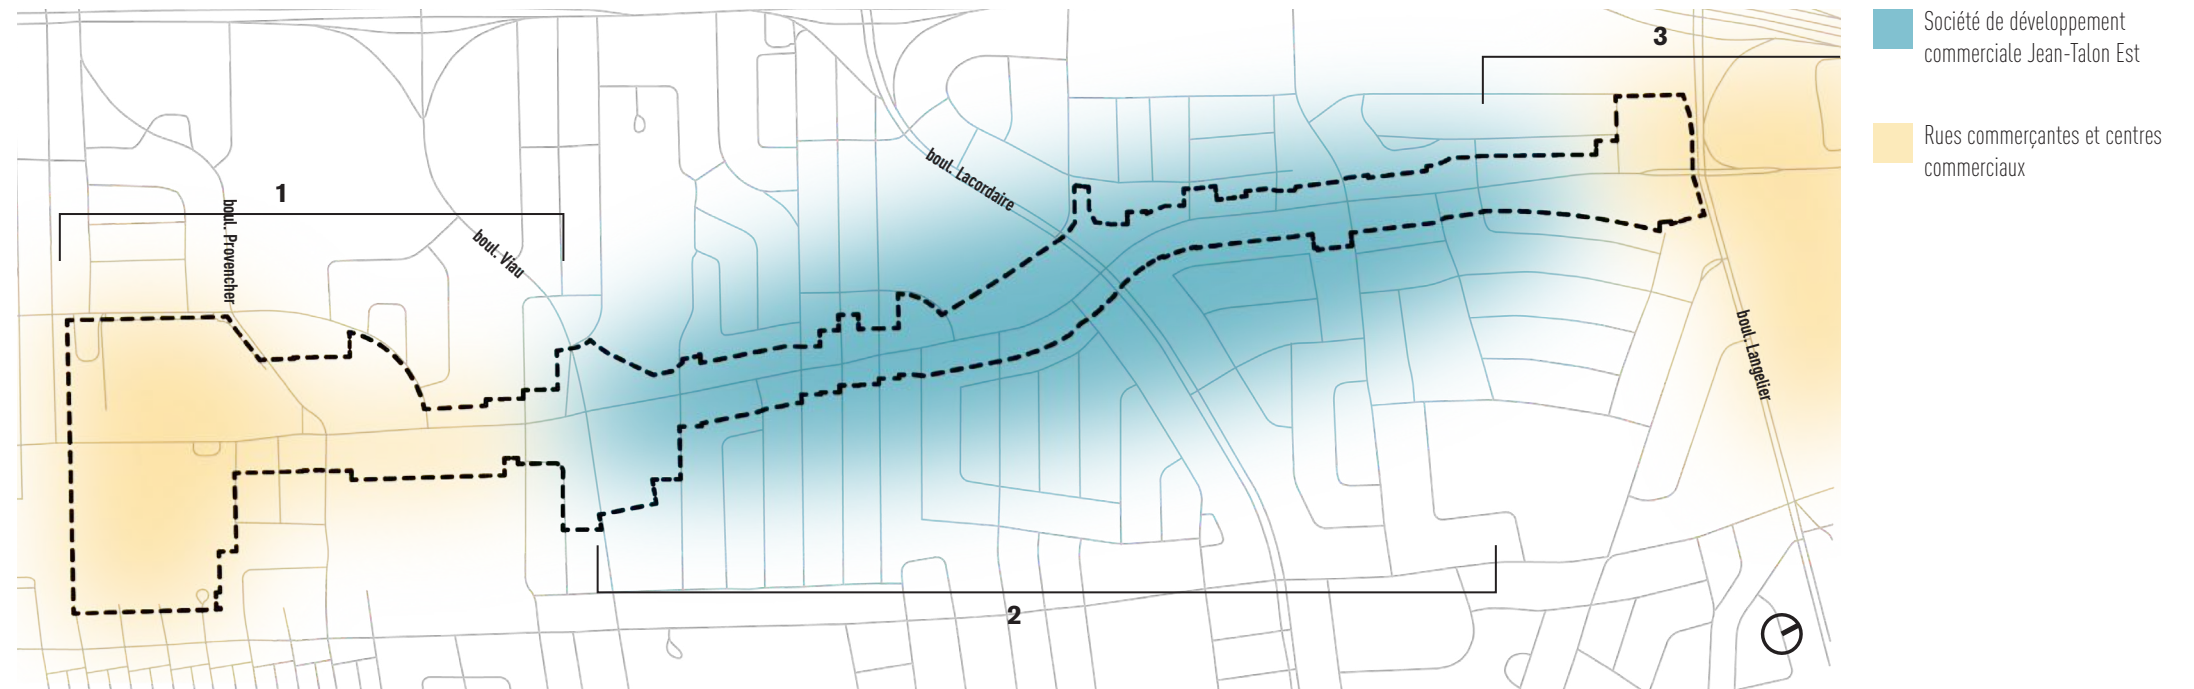 Société de développement
commerciale Jean-Talon Est
Rues commerçantes et centres
commerciaux
3
1
boul. Provencher
boul. Viau
boul. Lacordaire
boul. Langelier
2